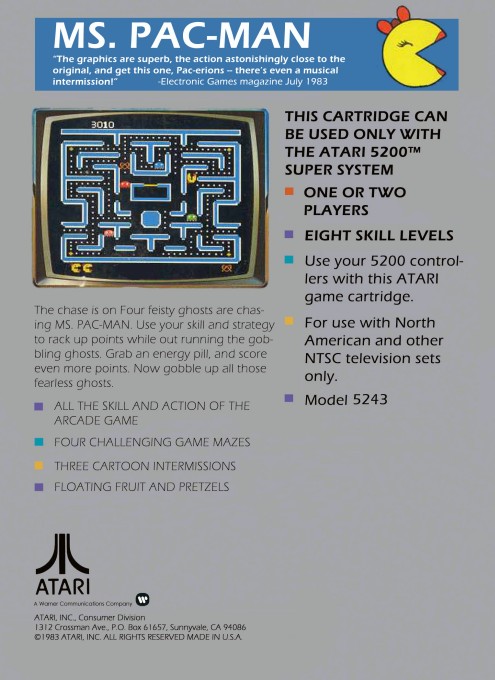 MS. PAC-MAN
"The graphics are superb, the action astonishingly close to the
original, and get this one, Pac-erions – there's even a musical
intermission!" -Electronic Games magazine July 1983
3010
THIS CARTRIDGE CAN
BE USED ONLY WITH
THE ATARI 5200™
SUPER SYSTEM
ONE OR TWO
PLAYERS
EIGHT SKILL LEVELS
Use your 5200 control-
lers with this ATARI
game cartridge.
For use with North
American and other
NTSC television sets
only.
Model 5243
The chase is on Four feisty ghosts are chas-
ing MS. PAC-MAN. Use your skill and strategy
to rack up points while out running the gob-
bling ghosts. Grab an energy pill, and score
even more points. Now gobble up all those
fearless ghosts.
ALL THE SKILL AND ACTION OF THE
ARCADE GAME
FOUR CHALLENGING GAME MAZES
THREE CARTOON INTERMISSIONS
FLOATING FRUIT AND PRETZELS
ATARI
A Warner Communications Company
ATARI, INC., Consumer Division
1312 Crossman Ave., P.O. Box 61657, Sunnyvale, CA 94086
©1983 ATARI, INC. ALL RIGHTS RESERVED MADE IN U.S.A.